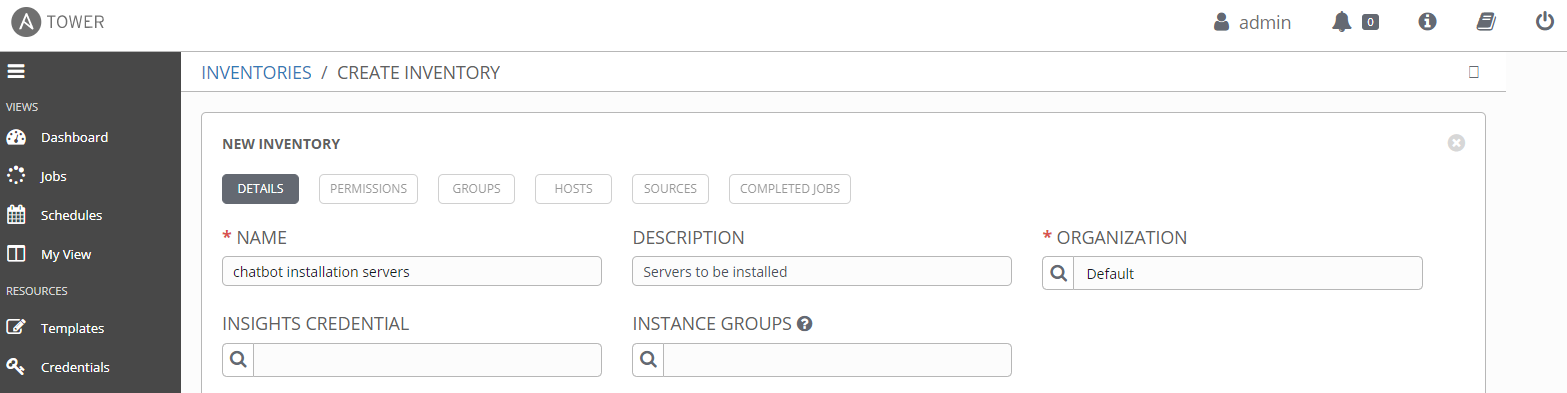 A TOWER
admin 0
INVENTORIES / CREATE INVENTORY
VIEWS
Dashboard
Jobs
Schedules
My View
RESOURCES
Templates
Credentials
NEW INVENTORY
DETAILS PERMISSIONS GROUPS HOSTS SOURCES COMPLETED JOBS
* NAME DESCRIPTION * ORGANIZATION
chatbot installation servers Servers to be installed Default
INSIGHTS CREDENTIAL INSTANCE GROUPS ?